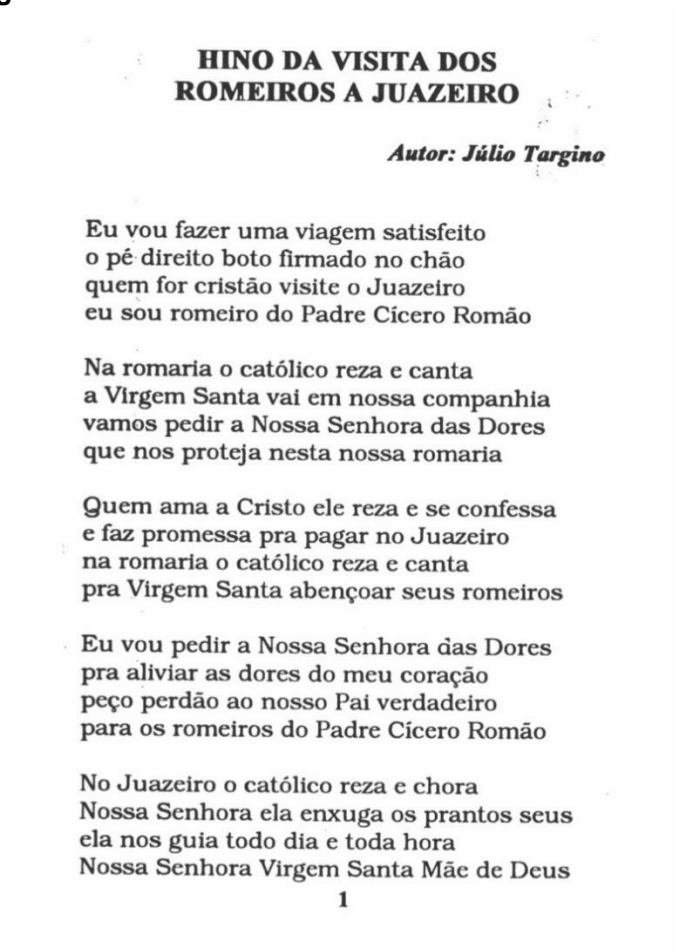 HINO DA VISITA DOS
ROMEIROS A JUAZEIRO
Autor: Júlio Targino
Eu vou fazer uma viagem satisfeito
o pé direito boto firmado no chão
quem for cristão visite o Juazeiro
eu sou romeiro do Padre Cícero Romão
Na romaria o católico reza e canta
a Virgem Santa vai em nossa companhia
vamos pedir a Nossa Senhora das Dores
que nos proteja nesta nossa romaria
Quem ama a Cristo ele reza e se confessa
e faz promessa pra pagar no Juazeiro
na romaria o católico reza e canta
pra Virgem Santa abençoar seus romeiros
Eu vou pedir a Nossa Senhora das Dores
pra aliviar as dores do meu coração
peço perdão ao nosso Pai verdadeiro
para os romeiros do Padre Cícero Romão
No Juazeiro o católico reza e chora
Nossa Senhora ela enxuga os prantos seus
ela nos guia todo dia e toda hora
Nossa Senhora Virgem Santa Mãe de Deus
1